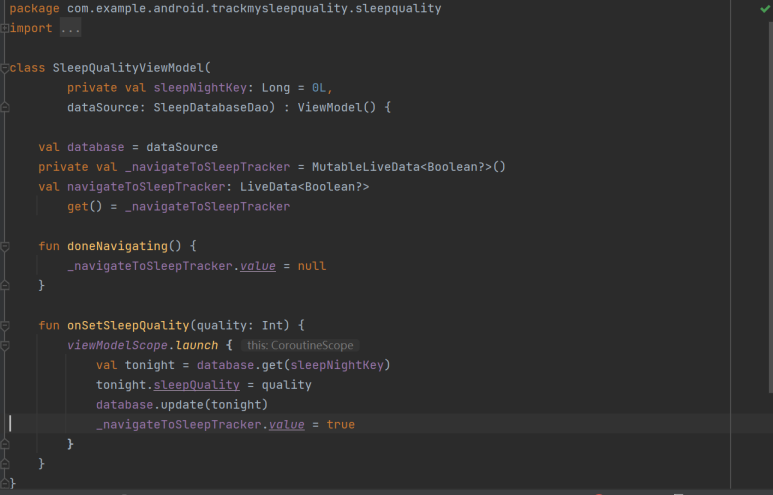 package com.example.android.trackmysleepquality.sleepquality
import ...
class SleepQualityViewModel(
        private val sleepNightKey: Long = 0L,
        dataSource: SleepDatabaseDao) : ViewModel() {
    val database = dataSource
    private val _navigateToSleepTracker = MutableLiveData<Boolean?>()
    val navigateToSleepTracker: LiveData<Boolean?>
        get() = _navigateToSleepTracker
    fun doneNavigating() {
        _navigateToSleepTracker.value = null
    }
    fun onSetSleepQuality(quality: Int) {
        viewModelScope.launch { this: CoroutineScope
            val tonight = database.get(sleepNightKey)
            tonight.sleepQuality = quality
            database.update(tonight)
            _navigateToSleepTracker.value = true
        }
    }
}